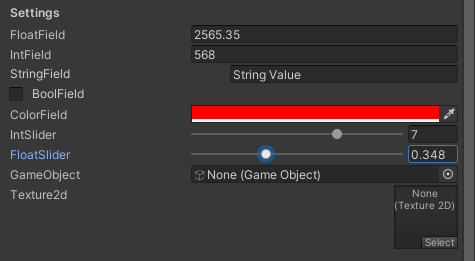 Settings
FloatField 2565.35
IntField 568
StringField String Value
BoolField
ColorField
IntSlider 7
FloatSlider 0.348
GameObject None (Game Object)
Texture2d None
(Texture 2D)
Select